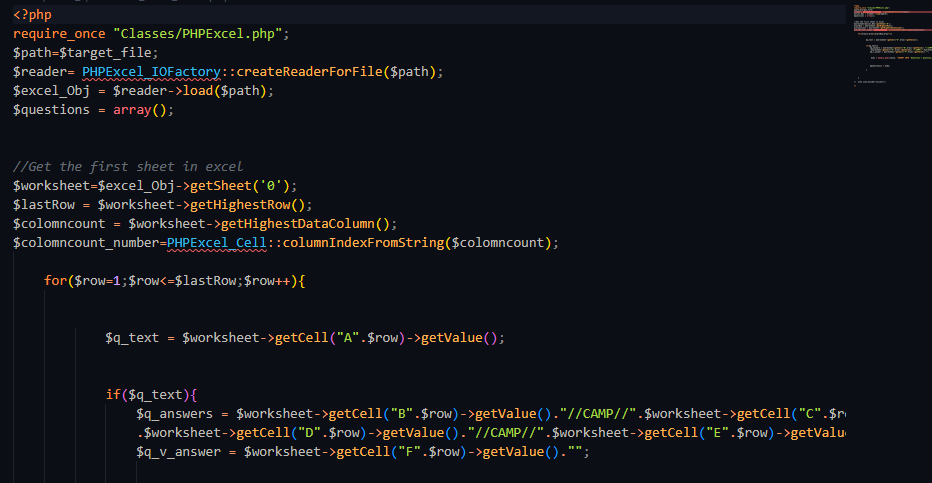 <?php
require_once "Classes/PHPExcel.php";
$path=$target_file;
$reader= PHPExcel_IOFactory::createReaderForFile($path);
$excel_Obj = $reader->load($path);
$questions = array();
//Get the first sheet in excel
$worksheet=$excel_Obj->getSheet('0');
$lastRow = $worksheet->getHighestRow();
$colomncount = $worksheet->getHighestDataColumn();
$colomncount_number=PHPExcel_Cell::columnIndexFromString($colomncount);
for($row=1;$row<=$lastRow;$row++){
$q_text = $worksheet->getCell("A".$row)->getValue();
if($q_text){
$q_answers = $worksheet->getCell("B".$row)->getValue()."//CAMP//".$worksheet->getCell("C".$r
.$worksheet->getCell("D".$row)->getValue()."//CAMP//".$worksheet->getCell("E".$row)->getValu
$q_v_answer = $worksheet->getCell("F".$row)->getValue()."";